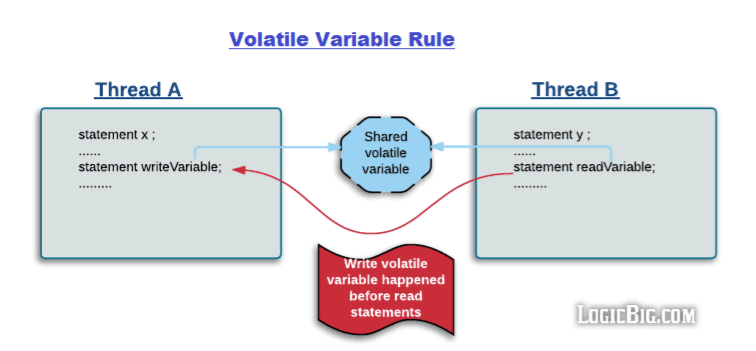 Volatile Variable Rule
Thread A
statement x ;
......
statement writeVariable;
.........
Shared
volatile
variable
Thread B
statement y ;
......
statement readVariable;
.........
Write volatile
variable happened
before read
statements
LogicBig.com